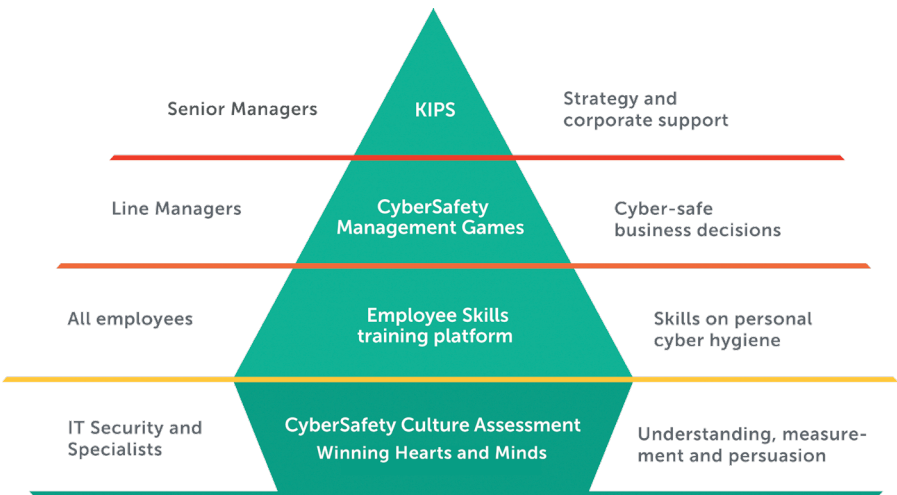 Senior Managers
KIPS
Strategy and
corporate support
Line Managers
CyberSafety
Management Games
Cyber-safe
business decisions
All employees
Employee Skills
training platform
Skills on personal
cyber hygiene
IT Security and
Specialists
CyberSafety Culture Assessment
Winning Hearts and Minds
Understanding, measure-
ment and persuasion